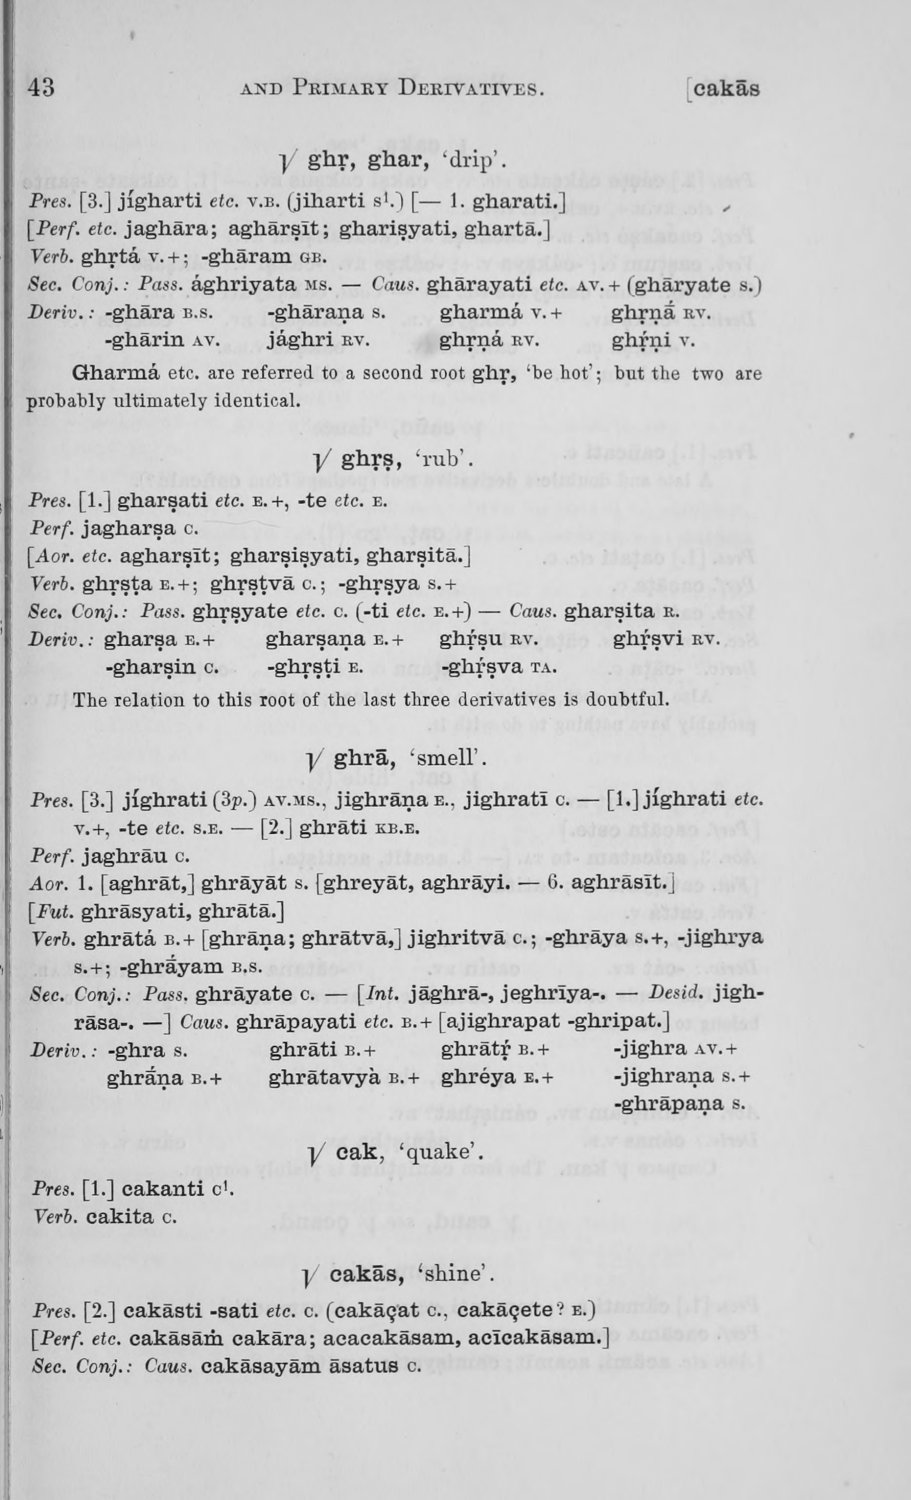 43 AND PRIMARY DERIVATIVES. [cakās
√ ghṛ, ghar, ‘drip’.
Pres. [3.] jígharti etc. V.B. (jiharti S¹.) [— 1. gharati.]
[Perf. etc. jaghāra; aghārṣīt; ghariṣyati, ghartā.]
Verb. ghṛtá V.+; -ghāram GB.
Sec. Conj.: Pass. ághriyata MS. — Caus. ghārayati etc. AV.+ (ghāryate S.)
Deriv.: -ghāra B.S. -ghāraṇa S. gharmá V.+ ghṛṇā́ RV.
-ghārin AV. jághri RV. ghṛṇá RV. ghṛ́ṇi V.
Gharmá etc. are referred to a second root ghṛ, ‘be hot’; but the two are
probably ultimately identical.
√ ghṛṣ, ‘rub’.
Pres. [1.] gharṣati etc. E.+, -te etc. E.
Perf. jagharṣa C.
[Aor. etc. agharṣīt; gharṣiṣyati, gharṣitā.]
Verb. ghṛṣṭa E.+; ghṛṣṭvā C.; -ghṛṣya S.+
Sec. Conj.: Pass. ghṛṣyate etc. C. (-ti etc. E.+) — Caus. gharṣita R.
Deriv.: gharṣa E.+ gharṣaṇa E.+ ghṛ́ṣu RV. ghṛ́ṣvi RV.
-gharṣin C. -ghṛṣṭi E. -ghṛ́ṣva TA.
The relation to this root of the last three derivatives is doubtful.
√ ghrā, ‘smell’.
Pres. [3.] jíghrati (3p.) AV.MS., jighrāṇa E., jighratī C. — [1.] jíghrati etc.
V.+, -te etc. S.E. — [2.] ghrāti KB.E.
Perf. jaghrāu C.
Aor. 1. [aghrāt,] ghrāyāt S. [ghreyāt, aghrāyi. — 6. aghrāsīt.]
[Fut. ghrāsyati, ghrātā.]
Verb. ghrātá B.+ [ghrāṇa; ghrātvā,] jighritvā C.; -ghrāya S.+, -jighrya
S.+; -ghrā́yam B.S.
Sec. Conj.: Pass. ghrāyate C. — [Int. jāghrā-, jeghrīya-. — Desid. jigh-
rāsa-. —] Caus. ghrāpayati etc. B.+ [ajighrapat -ghripat.]
Deriv.: -ghra S. ghrāti B.+ ghrātṛ́ B.+ -jighra AV.+
ghrā́ṇa B.+ ghrātavyà B.+ ghréya E.+ -jighraṇa S.+
-ghrāpaṇa S.
√ cak, ‘quake’.
Pres. [1.] cakanti C¹.
Verb. cakita C.
√ cakās, ‘shine’.
Pres. [2.] cakāsti -sati etc. C. (cakāçat C., cakāçete? E.)
[Perf. etc. cakāsāṁ cakāra; acacakāsam, acīcakāsam.]
Sec. Conj.: Caus. cakāsayām āsatus C.